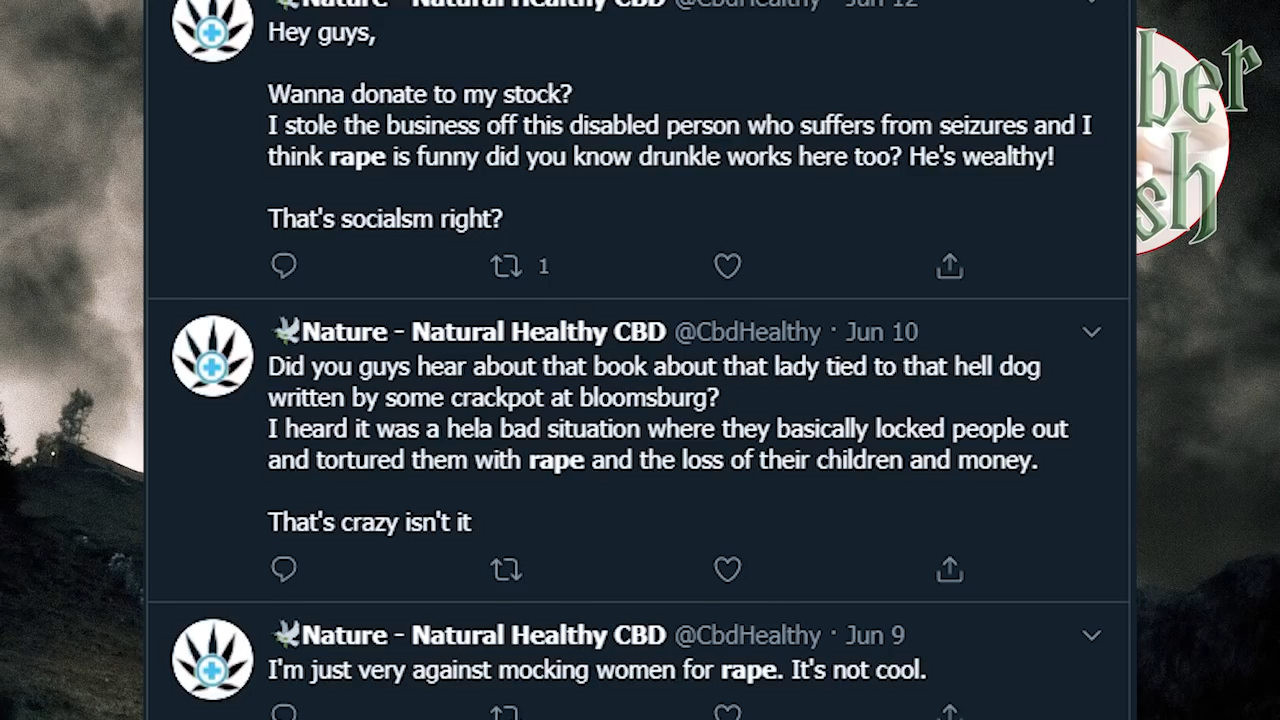 Nature - Natural Healthy CBD @CbdHealthy · Jun 12
Hey guys,
Wanna donate to my stock?
I stole the business off this disabled person who suffers from seizures and I
think rape is funny did you know drunkle works here too? He's wealthy!
That's socialsm right?
1
Nature - Natural Healthy CBD @CbdHealthy · Jun 10
Did you guys hear about that book about that lady tied to that hell dog
written by some crackpot at bloomsburg?
I heard it was a hela bad situation where they basically locked people out
and tortured them with rape and the loss of their children and money.
That's crazy isn't it
Nature - Natural Healthy CBD @CbdHealthy · Jun 9
I'm just very against mocking women for rape. It's not cool.
ber
sh